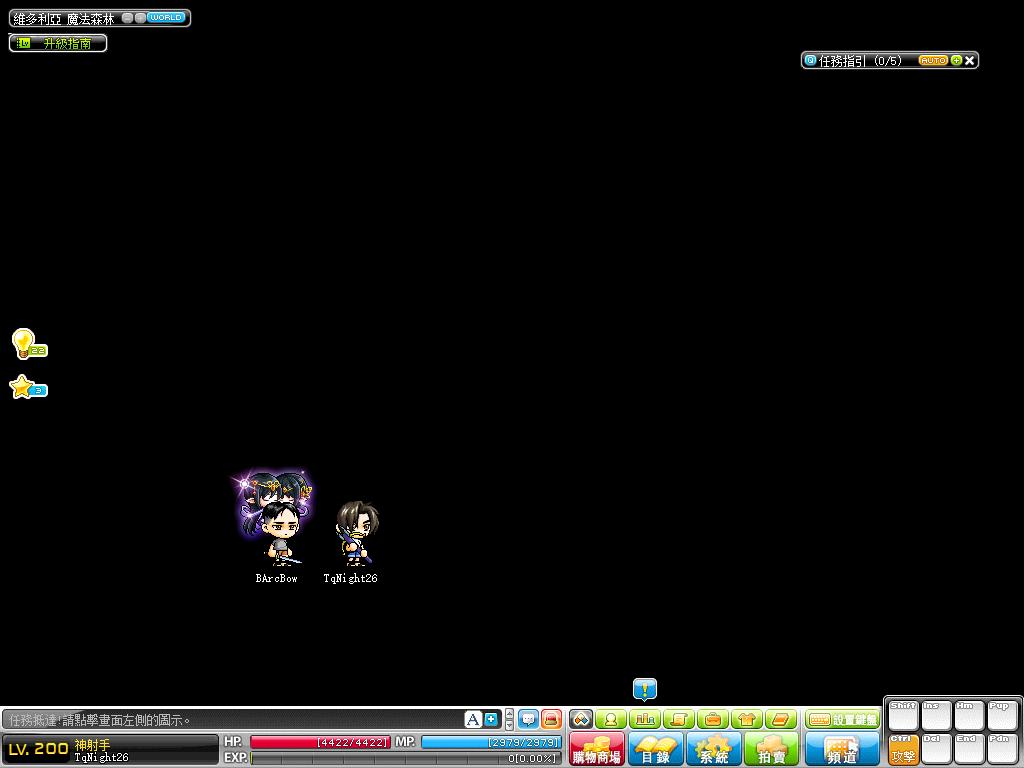 維多利亞 魔法森林 WORLD
Lv 升級指南
Q 任務指引 (0/5) AUTO
22
3
BArcBow
TqNight26
任務抵達!請點擊畫面左側的圖示。
A
設置鍵盤
LV. 200 神射手
TqNight26
HP. [4422/4422] MP. [2979/2979]
EXP. 0[0.00%]
購物商場 目錄 系統 拍賣 頻道
Shift Ins Hm Pup
Ctrl Del End Pdn
攻擊